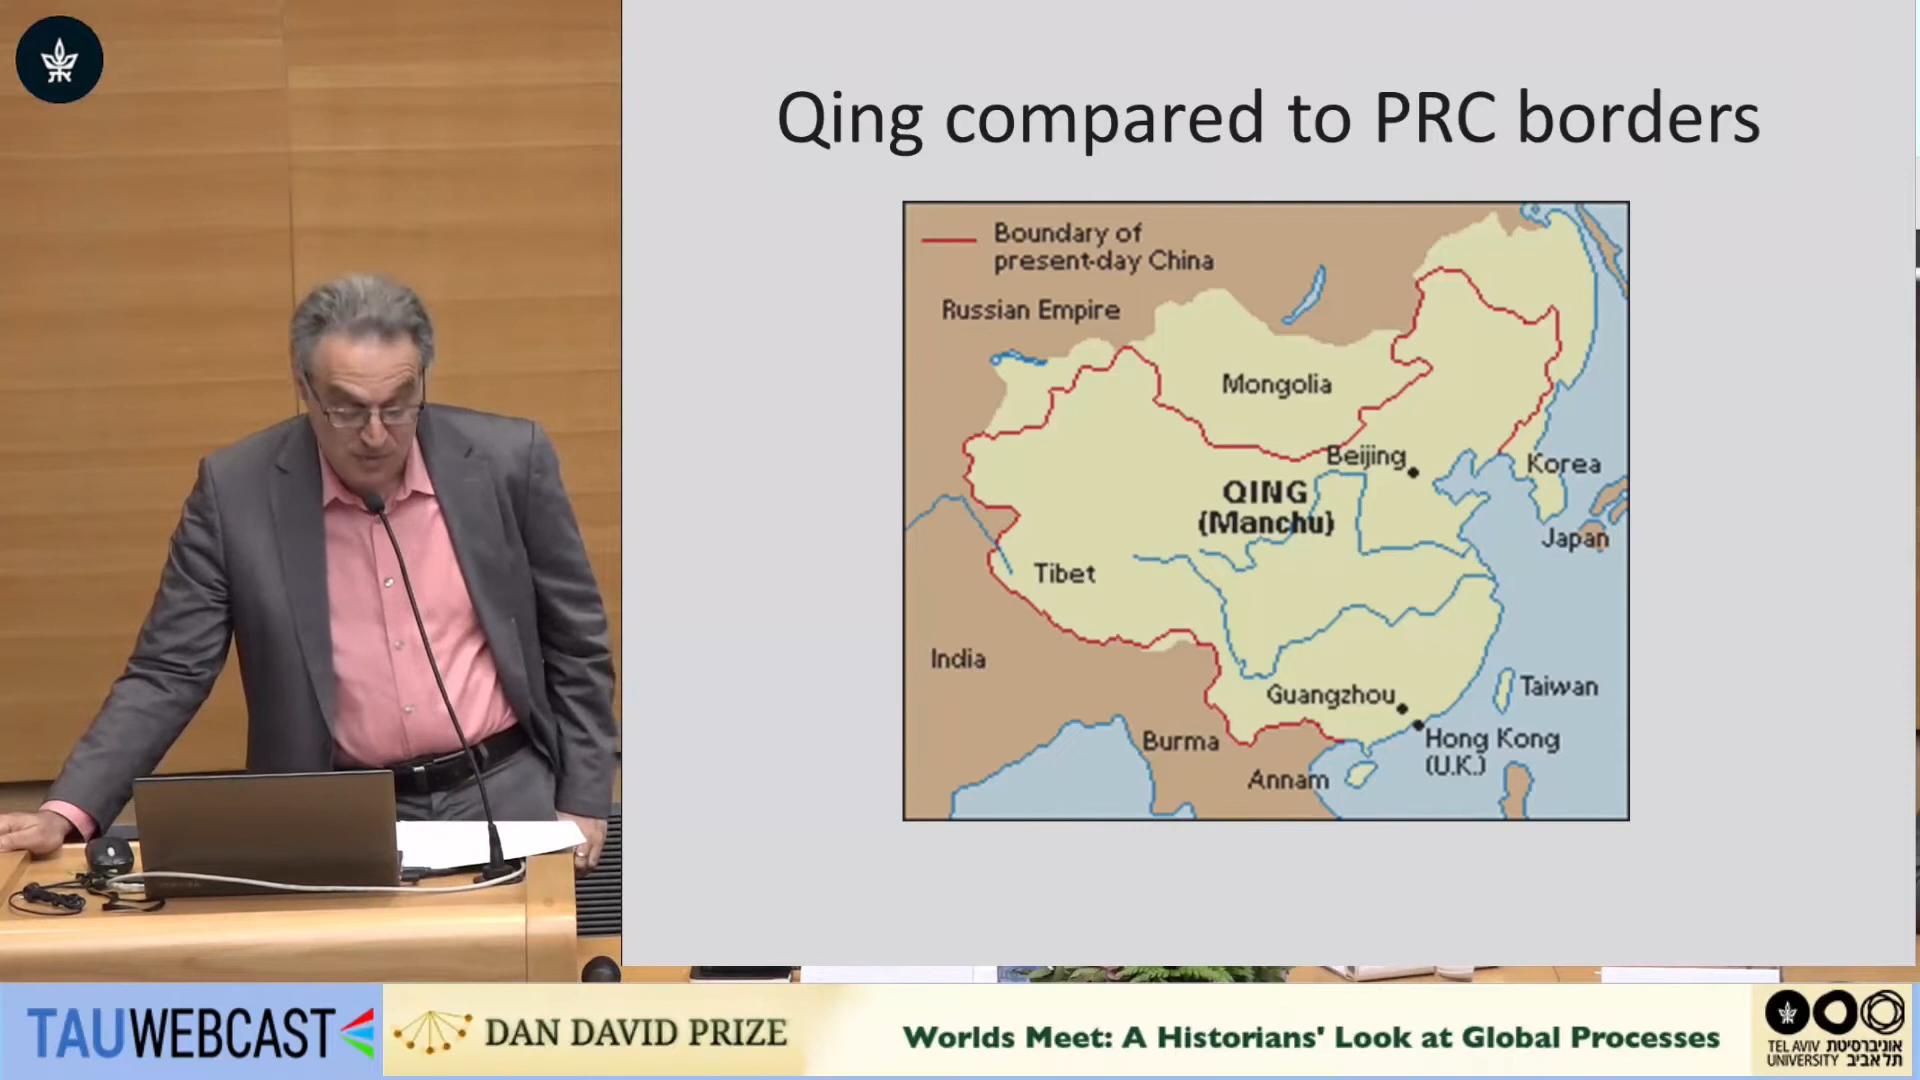 Qing compared to PRC borders
Boundary of
present-day China
Russian Empire
Mongolia
Beijing
Korea
QING
(Manchu)
Japan
Tibet
India
Guangzhou
Taiwan
Burma
Hong Kong
(U.K.)
Annam
TAUWEBCAST
DAN DAVID PRIZE
Worlds Meet: A Historians' Look at Global Processes
TEL AVIV אוניברסיטת
UNIVERSITY תל אביב